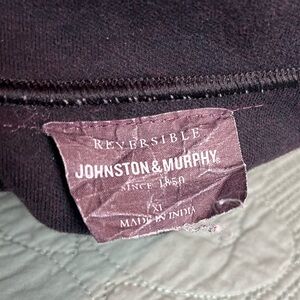 REVERSIBLE
JOHNSTON & MURPHY®
SINCE 1850
XL
MADE IN INDIA